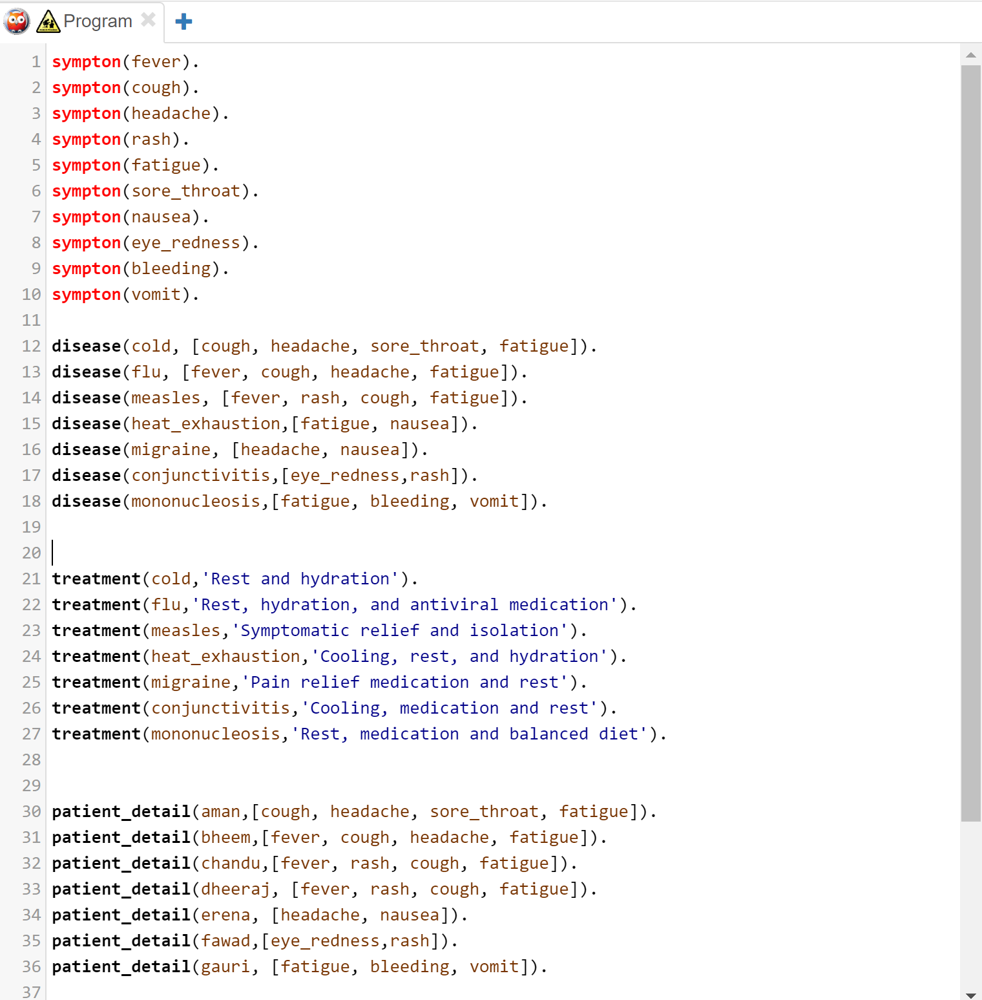 Program
1 sympton(fever).
2 sympton(cough).
3 sympton(headache).
4 sympton(rash).
5 sympton(fatigue).
6 sympton(sore_throat).
7 sympton(nausea).
8 sympton(eye_redness).
9 sympton(bleeding).
10 sympton(vomit).
11
12 disease(cold, [cough, headache, sore_throat, fatigue]).
13 disease(flu, [fever, cough, headache, fatigue]).
14 disease(measles, [fever, rash, cough, fatigue]).
15 disease(heat_exhaustion,[fatigue, nausea]).
16 disease(migraine, [headache, nausea]).
17 disease(conjunctivitis,[eye_redness,rash]).
18 disease(mononucleosis,[fatigue, bleeding, vomit]).
19
20
21 treatment(cold,'Rest and hydration').
22 treatment(flu,'Rest, hydration, and antiviral medication').
23 treatment(measles,'Symptomatic relief and isolation').
24 treatment(heat_exhaustion,'Cooling, rest, and hydration').
25 treatment(migraine,'Pain relief medication and rest').
26 treatment(conjunctivitis,'Cooling, medication and rest').
27 treatment(mononucleosis,'Rest, medication and balanced diet').
28
29
30 patient_detail(aman,[cough, headache, sore_throat, fatigue]).
31 patient_detail(bheem,[fever, cough, headache, fatigue]).
32 patient_detail(chandu,[fever, rash, cough, fatigue]).
33 patient_detail(dheeraj, [fever, rash, cough, fatigue]).
34 patient_detail(erena, [headache, nausea]).
35 patient_detail(fawad,[eye_redness,rash]).
36 patient_detail(gauri, [fatigue, bleeding, vomit]).
37